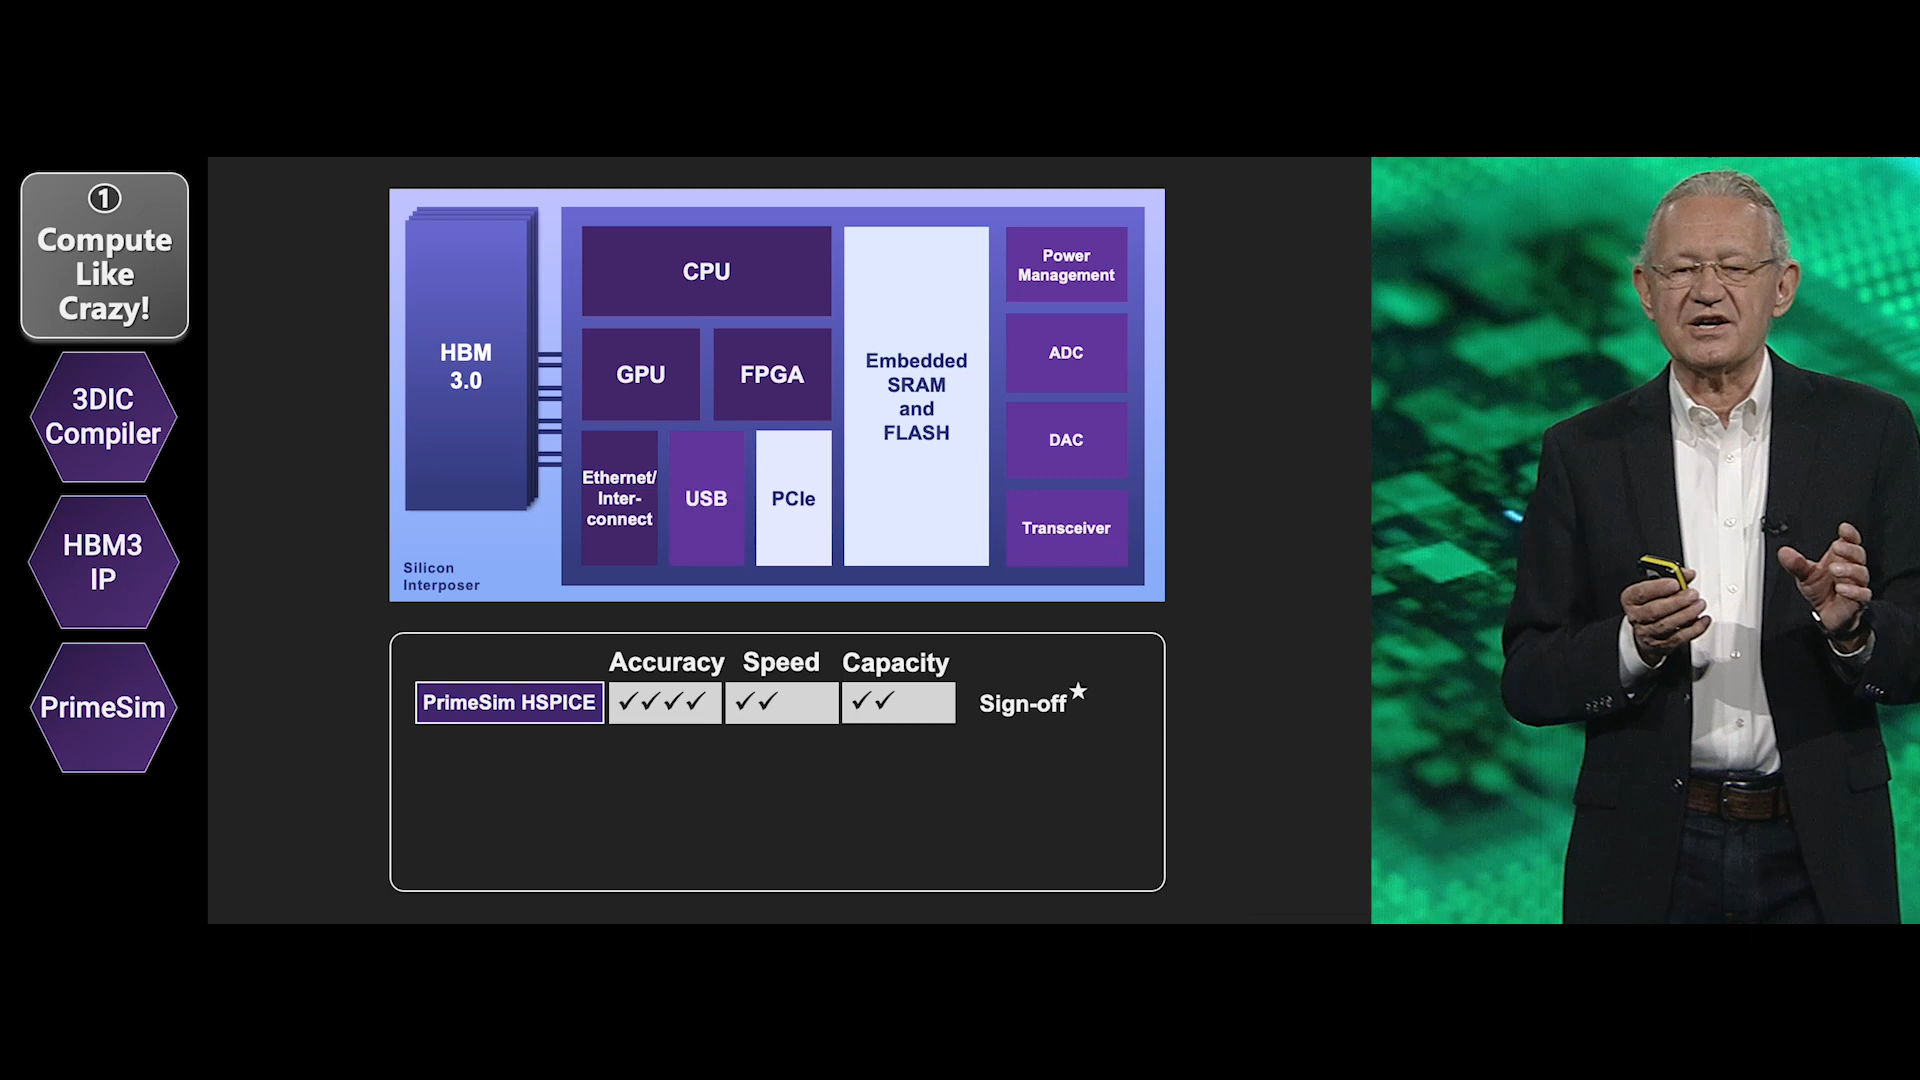 ①
Compute
Like
Crazy!
3DIC
Compiler
HBM3
IP
PrimeSim
HBM
3.0
Silicon
Interposer
CPU
GPU
FPGA
Ethernet/
Inter-
connect
USB
PCIe
Embedded
SRAM
and
FLASH
Power
Management
ADC
DAC
Transceiver
Accuracy Speed Capacity
PrimeSim HSPICE ✓✓✓✓ ✓✓ ✓✓ Sign-off★